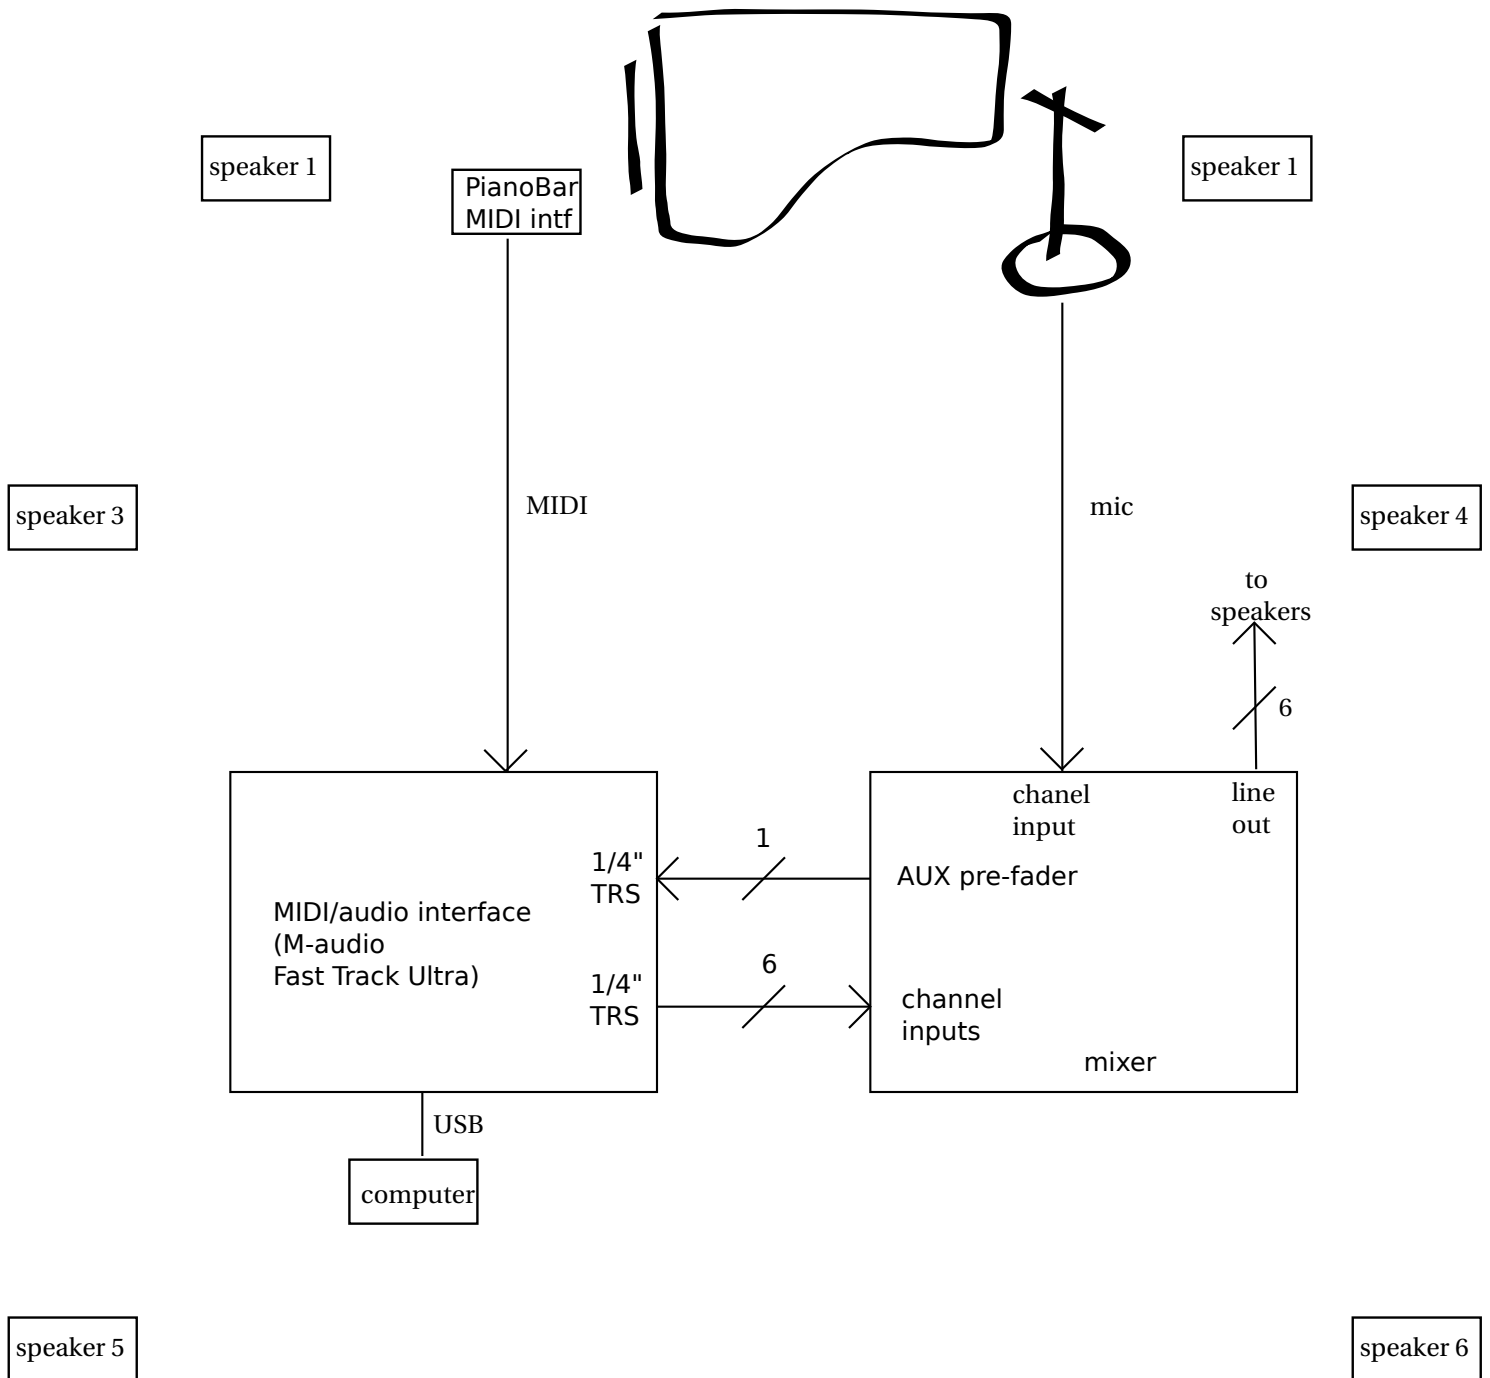 speaker 1
PianoBar
MIDI intf
speaker 1
speaker 3
MIDI
mic
speaker 4
to
speakers
6
chanel
input
line
out
1
1/4"
TRS
AUX pre-fader
MIDI/audio interface
(M-audio
Fast Track Ultra)
6
1/4"
TRS
channel
inputs
mixer
USB
computer
speaker 5
speaker 6